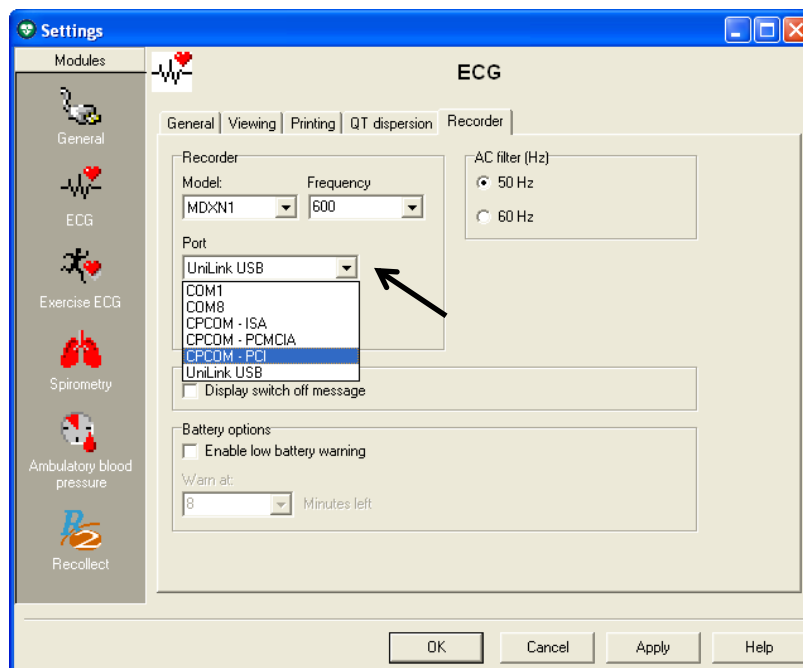 Settings
Modules
General
ECG
Exercise ECG
Spirometry
Ambulatory blood
pressure
Recollect
ECG
General
Viewing
Printing
QT dispersion
Recorder
Recorder
Model:
Frequency
MDXN1
600
Port
UniLink USB
COM1
COM8
CPCOM - ISA
CPCOM - PCMCIA
CPCOM - PCI
UniLink USB
AC filter (Hz)
50 Hz
60 Hz
Display switch off message
Battery options
Enable low battery warning
Warn at:
8
Minutes left
OK
Cancel
Apply
Help